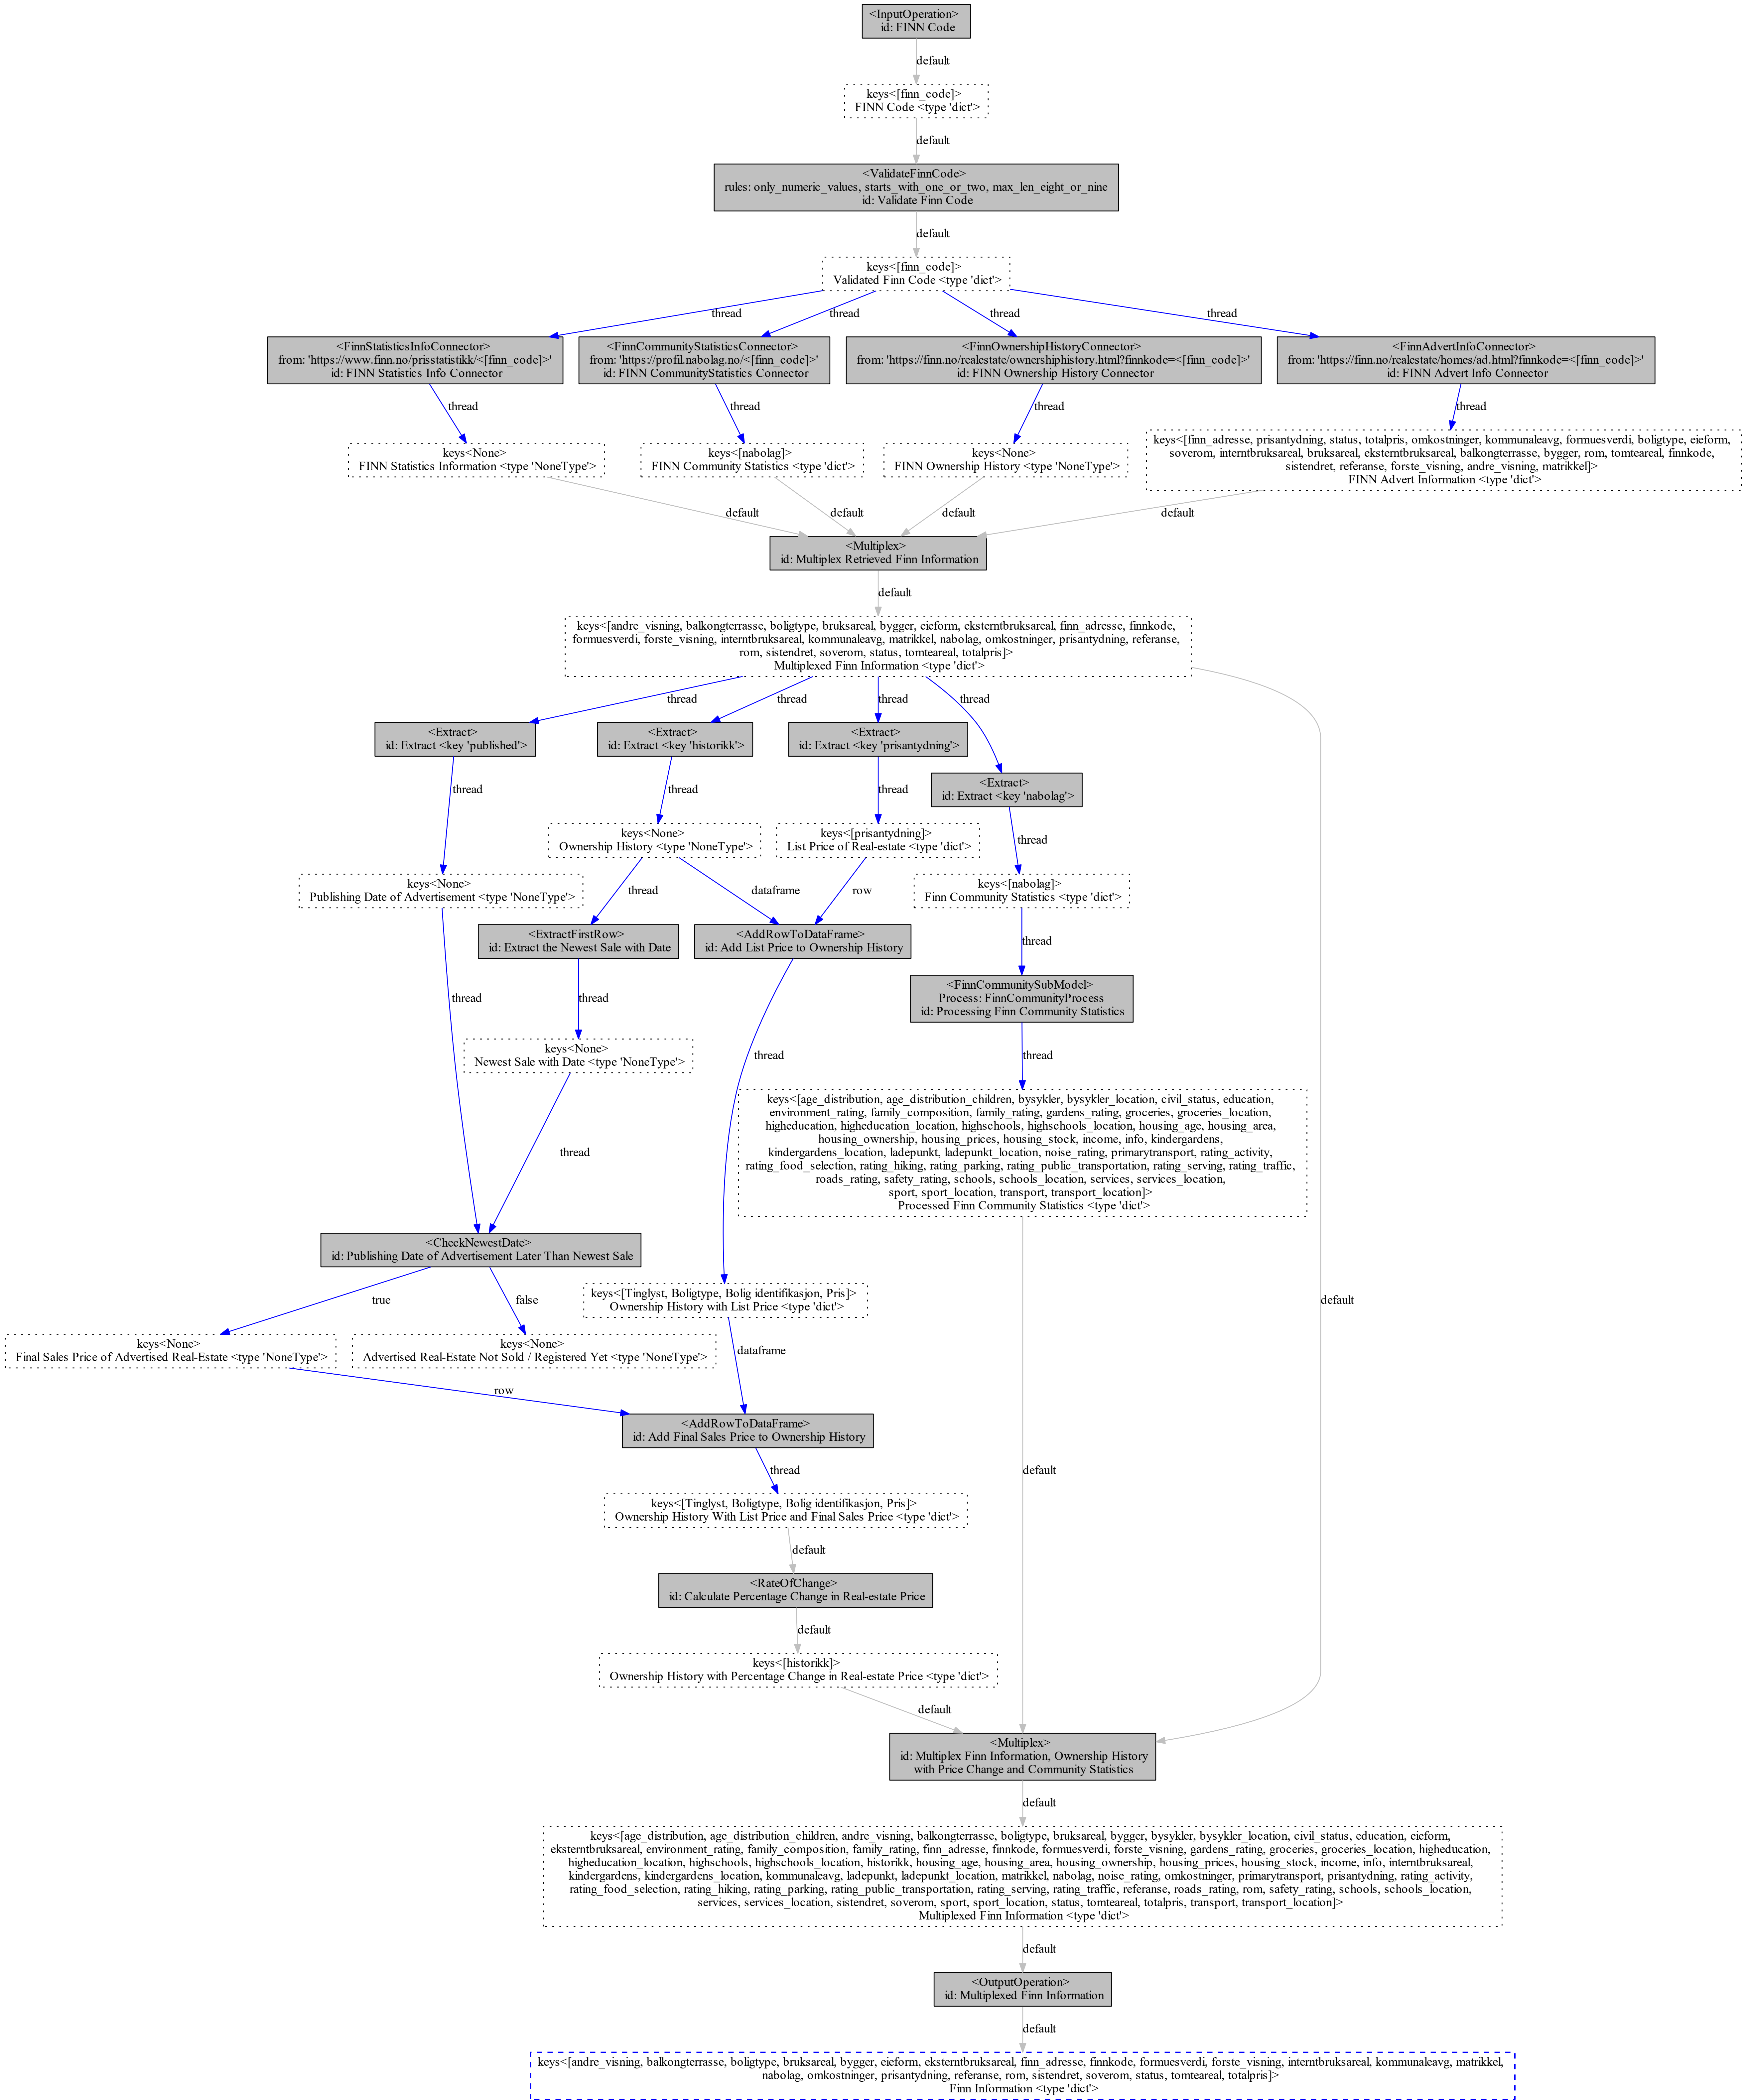 <InputOperation>
id: FINN Code
default
keys<[finn_code]>
FINN Code <type 'dict'>
default
<ValidateFinnCode>
rules: only_numeric_values, starts_with_one_or_two, max_len_eight_or_nine
id: Validate Finn Code
default
keys<[finn_code]>
Validated Finn Code <type 'dict'>
thread
thread
thread
thread
<FinnStatisticsInfoConnector>
from: 'https://www.finn.no/prisstatistikk/<[finn_code]>'
id: FINN Statistics Info Connector
<FinnCommunityStatisticsConnector>
from: 'https://profil.nabolag.no/<[finn_code]>'
id: FINN CommunityStatistics Connector
<FinnOwnershipHistoryConnector>
from: 'https://finn.no/realestate/ownershiphistory.html?finnkode=<[finn_code]>'
id: FINN Ownership History Connector
<FinnAdvertInfoConnector>
from: 'https://finn.no/realestate/homes/ad.html?finnkode=<[finn_code]>'
id: FINN Advert Info Connector
thread
thread
thread
thread
keys<None>
FINN Statistics Information <type 'NoneType'>
keys<[nabolag]>
FINN Community Statistics <type 'dict'>
keys<None>
FINN Ownership History <type 'NoneType'>
keys<[finn_adresse, prisantydning, status, totalpris, omkostninger, kommunaleavg, formuesverdi, boligtype, eieform,
soverom, interntbruksareal, bruksareal, eksterntbruksareal, balkongterrasse, bygger, rom, tomteareal, finnkode,
sistendret, referanse, forste_visning, andre_visning, matrikkel]>
FINN Advert Information <type 'dict'>
default
default
default
default
<Multiplex>
id: Multiplex Retrieved Finn Information
default
keys<[andre_visning, balkongterrasse, boligtype, bruksareal, bygger, eieform, eksterntbruksareal, finn_adresse, finnkode,
formuesverdi, forste_visning, interntbruksareal, kommunaleavg, matrikkel, nabolag, omkostninger, prisantydning, referanse,
rom, sistendret, soverom, status, tomteareal, totalpris]>
Multiplexed Finn Information <type 'dict'>
thread
thread
thread
thread
<Extract>
id: Extract <key 'published'>
<Extract>
id: Extract <key 'historikk'>
<Extract>
id: Extract <key 'prisantydning'>
<Extract>
id: Extract <key 'nabolag'>
thread
thread
thread
thread
keys<None>
Ownership History <type 'NoneType'>
keys<[prisantydning]>
List Price of Real-estate <type 'dict'>
keys<None>
Publishing Date of Advertisement <type 'NoneType'>
keys<[nabolag]>
Finn Community Statistics <type 'dict'>
thread
dataframe
row
<ExtractFirstRow>
id: Extract the Newest Sale with Date
<AddRowToDataFrame>
id: Add List Price to Ownership History
thread
<FinnCommunitySubModel>
Process: FinnCommunityProcess
id: Processing Finn Community Statistics
thread
thread
keys<None>
Newest Sale with Date <type 'NoneType'>
thread
thread
keys<[age_distribution, age_distribution_children, bysykler, bysykler_location, civil_status, education,
environment_rating, family_composition, family_rating, gardens_rating, groceries, groceries_location,
higheducation, higheducation_location, highschools, highschools_location, housing_age, housing_area,
housing_ownership, housing_prices, housing_stock, income, info, kindergardens,
kindergardens_location, ladepunkt, ladepunkt_location, noise_rating, primarytransport, rating_activity,
rating_food_selection, rating_hiking, rating_parking, rating_public_transportation, rating_serving, rating_traffic,
roads_rating, safety_rating, schools, schools_location, services, services_location,
sport, sport_location, transport, transport_location]>
Processed Finn Community Statistics <type 'dict'>
thread
<CheckNewestDate>
id: Publishing Date of Advertisement Later Than Newest Sale
true
false
keys<[Tinglyst, Boligtype, Bolig identifikasjon, Pris]>
Ownership History with List Price <type 'dict'>
default
keys<None>
Final Sales Price of Advertised Real-Estate <type 'NoneType'>
keys<None>
Advertised Real-Estate Not Sold / Registered Yet <type 'NoneType'>
dataframe
row
<AddRowToDataFrame>
id: Add Final Sales Price to Ownership History
thread
default
keys<[Tinglyst, Boligtype, Bolig identifikasjon, Pris]>
Ownership History With List Price and Final Sales Price <type 'dict'>
default
<RateOfChange>
id: Calculate Percentage Change in Real-estate Price
default
keys<[historikk]>
Ownership History with Percentage Change in Real-estate Price <type 'dict'>
default
<Multiplex>
id: Multiplex Finn Information, Ownership History
with Price Change and Community Statistics
default
keys<[age_distribution, age_distribution_children, andre_visning, balkongterrasse, boligtype, bruksareal, bygger, bysykler, bysykler_location, civil_status, education, eieform,
eksterntbruksareal, environment_rating, family_composition, family_rating, finn_adresse, finnkode, formuesverdi, forste_visning, gardens_rating, groceries, groceries_location, higheducation,
higheducation_location, highschools, highschools_location, historikk, housing_age, housing_area, housing_ownership, housing_prices, housing_stock, income, info, interntbruksareal,
kindergardens, kindergardens_location, kommunaleavg, ladepunkt, ladepunkt_location, matrikkel, nabolag, noise_rating, omkostninger, primarytransport, prisantydning, rating_activity,
rating_food_selection, rating_hiking, rating_parking, rating_public_transportation, rating_serving, rating_traffic, referanse, roads_rating, rom, safety_rating, schools, schools_location,
services, services_location, sistendret, soverom, sport, sport_location, status, tomteareal, totalpris, transport, transport_location]>
Multiplexed Finn Information <type 'dict'>
default
<OutputOperation>
id: Multiplexed Finn Information
default
keys<[andre_visning, balkongterrasse, boligtype, bruksareal, bygger, eieform, eksterntbruksareal, finn_adresse, finnkode, formuesverdi, forste_visning, interntbruksareal, kommunaleavg, matrikkel,
nabolag, omkostninger, prisantydning, referanse, rom, sistendret, soverom, status, tomteareal, totalpris]>
Finn Information <type 'dict'>